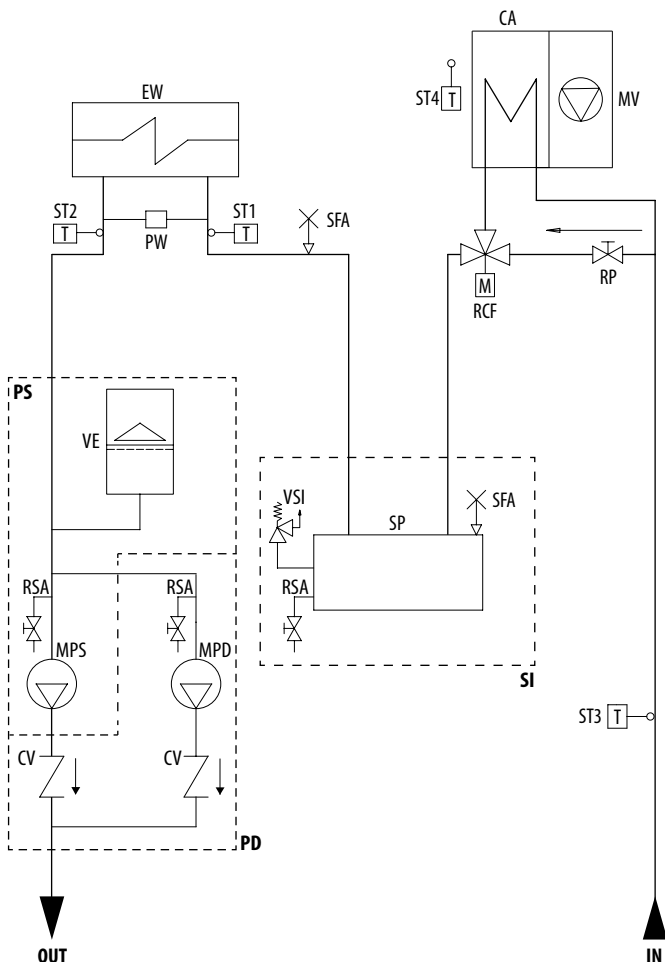 CA
EW
ST4
T
MV
ST2
T
PW
ST1
T
SFA
RP
M
RCF
PS
VE
VSI
SP
SFA
RSA
RSA
RSA
MPS
MPD
SI
ST3
T
CV
CV
PD
OUT
IN